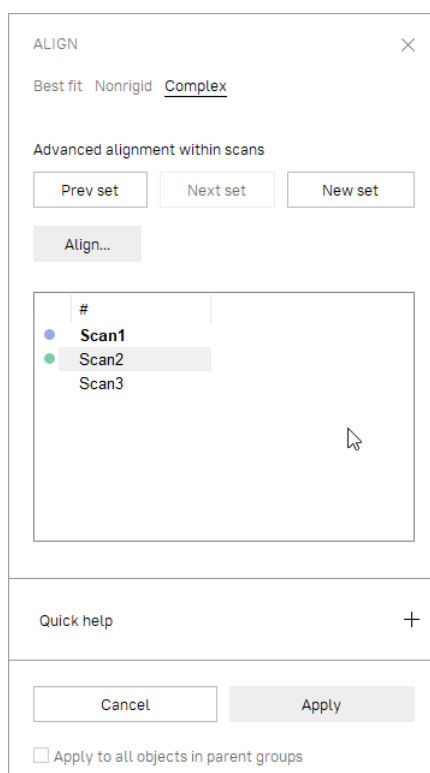 ALIGN
Best fit Nonrigid Complex
Advanced alignment within scans
Prev set Next set New set
Align...
#
Scan1
Scan2
Scan3
Quick help
Cancel Apply
Apply to all objects in parent groups